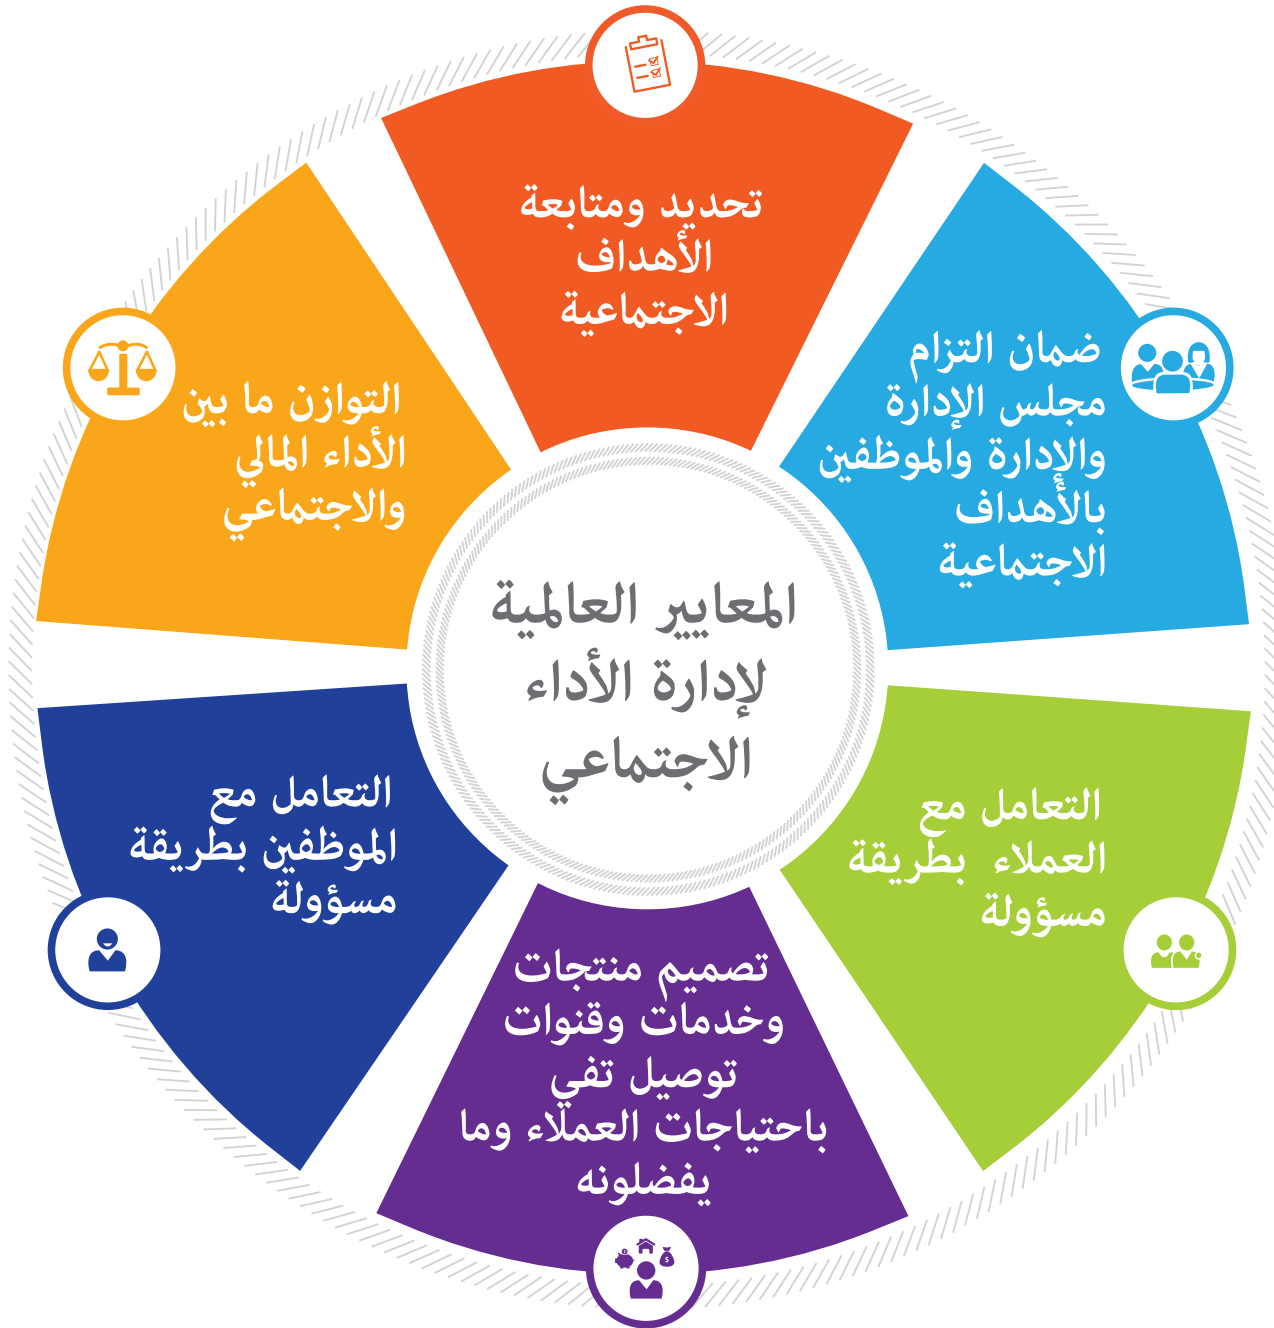 تحديد ومتابعة
الأهداف
الاجتماعية
ضمان التزام
مجلس الإدارة
والإدارة والموظفين
بالأهداف
الاجتماعية
التعامل مع
العملاء بطريقة
مسؤولة
تصميم منتجات
وخدمات وقنوات
توصيل تفي
باحتياجات العملاء وما
يفضلونه
التعامل مع
الموظفين بطريقة
مسؤولة
التوازن ما بين
الأداء المالي
والاجتماعي
المعايير العالمية
لإدارة الأداء
الاجتماعي